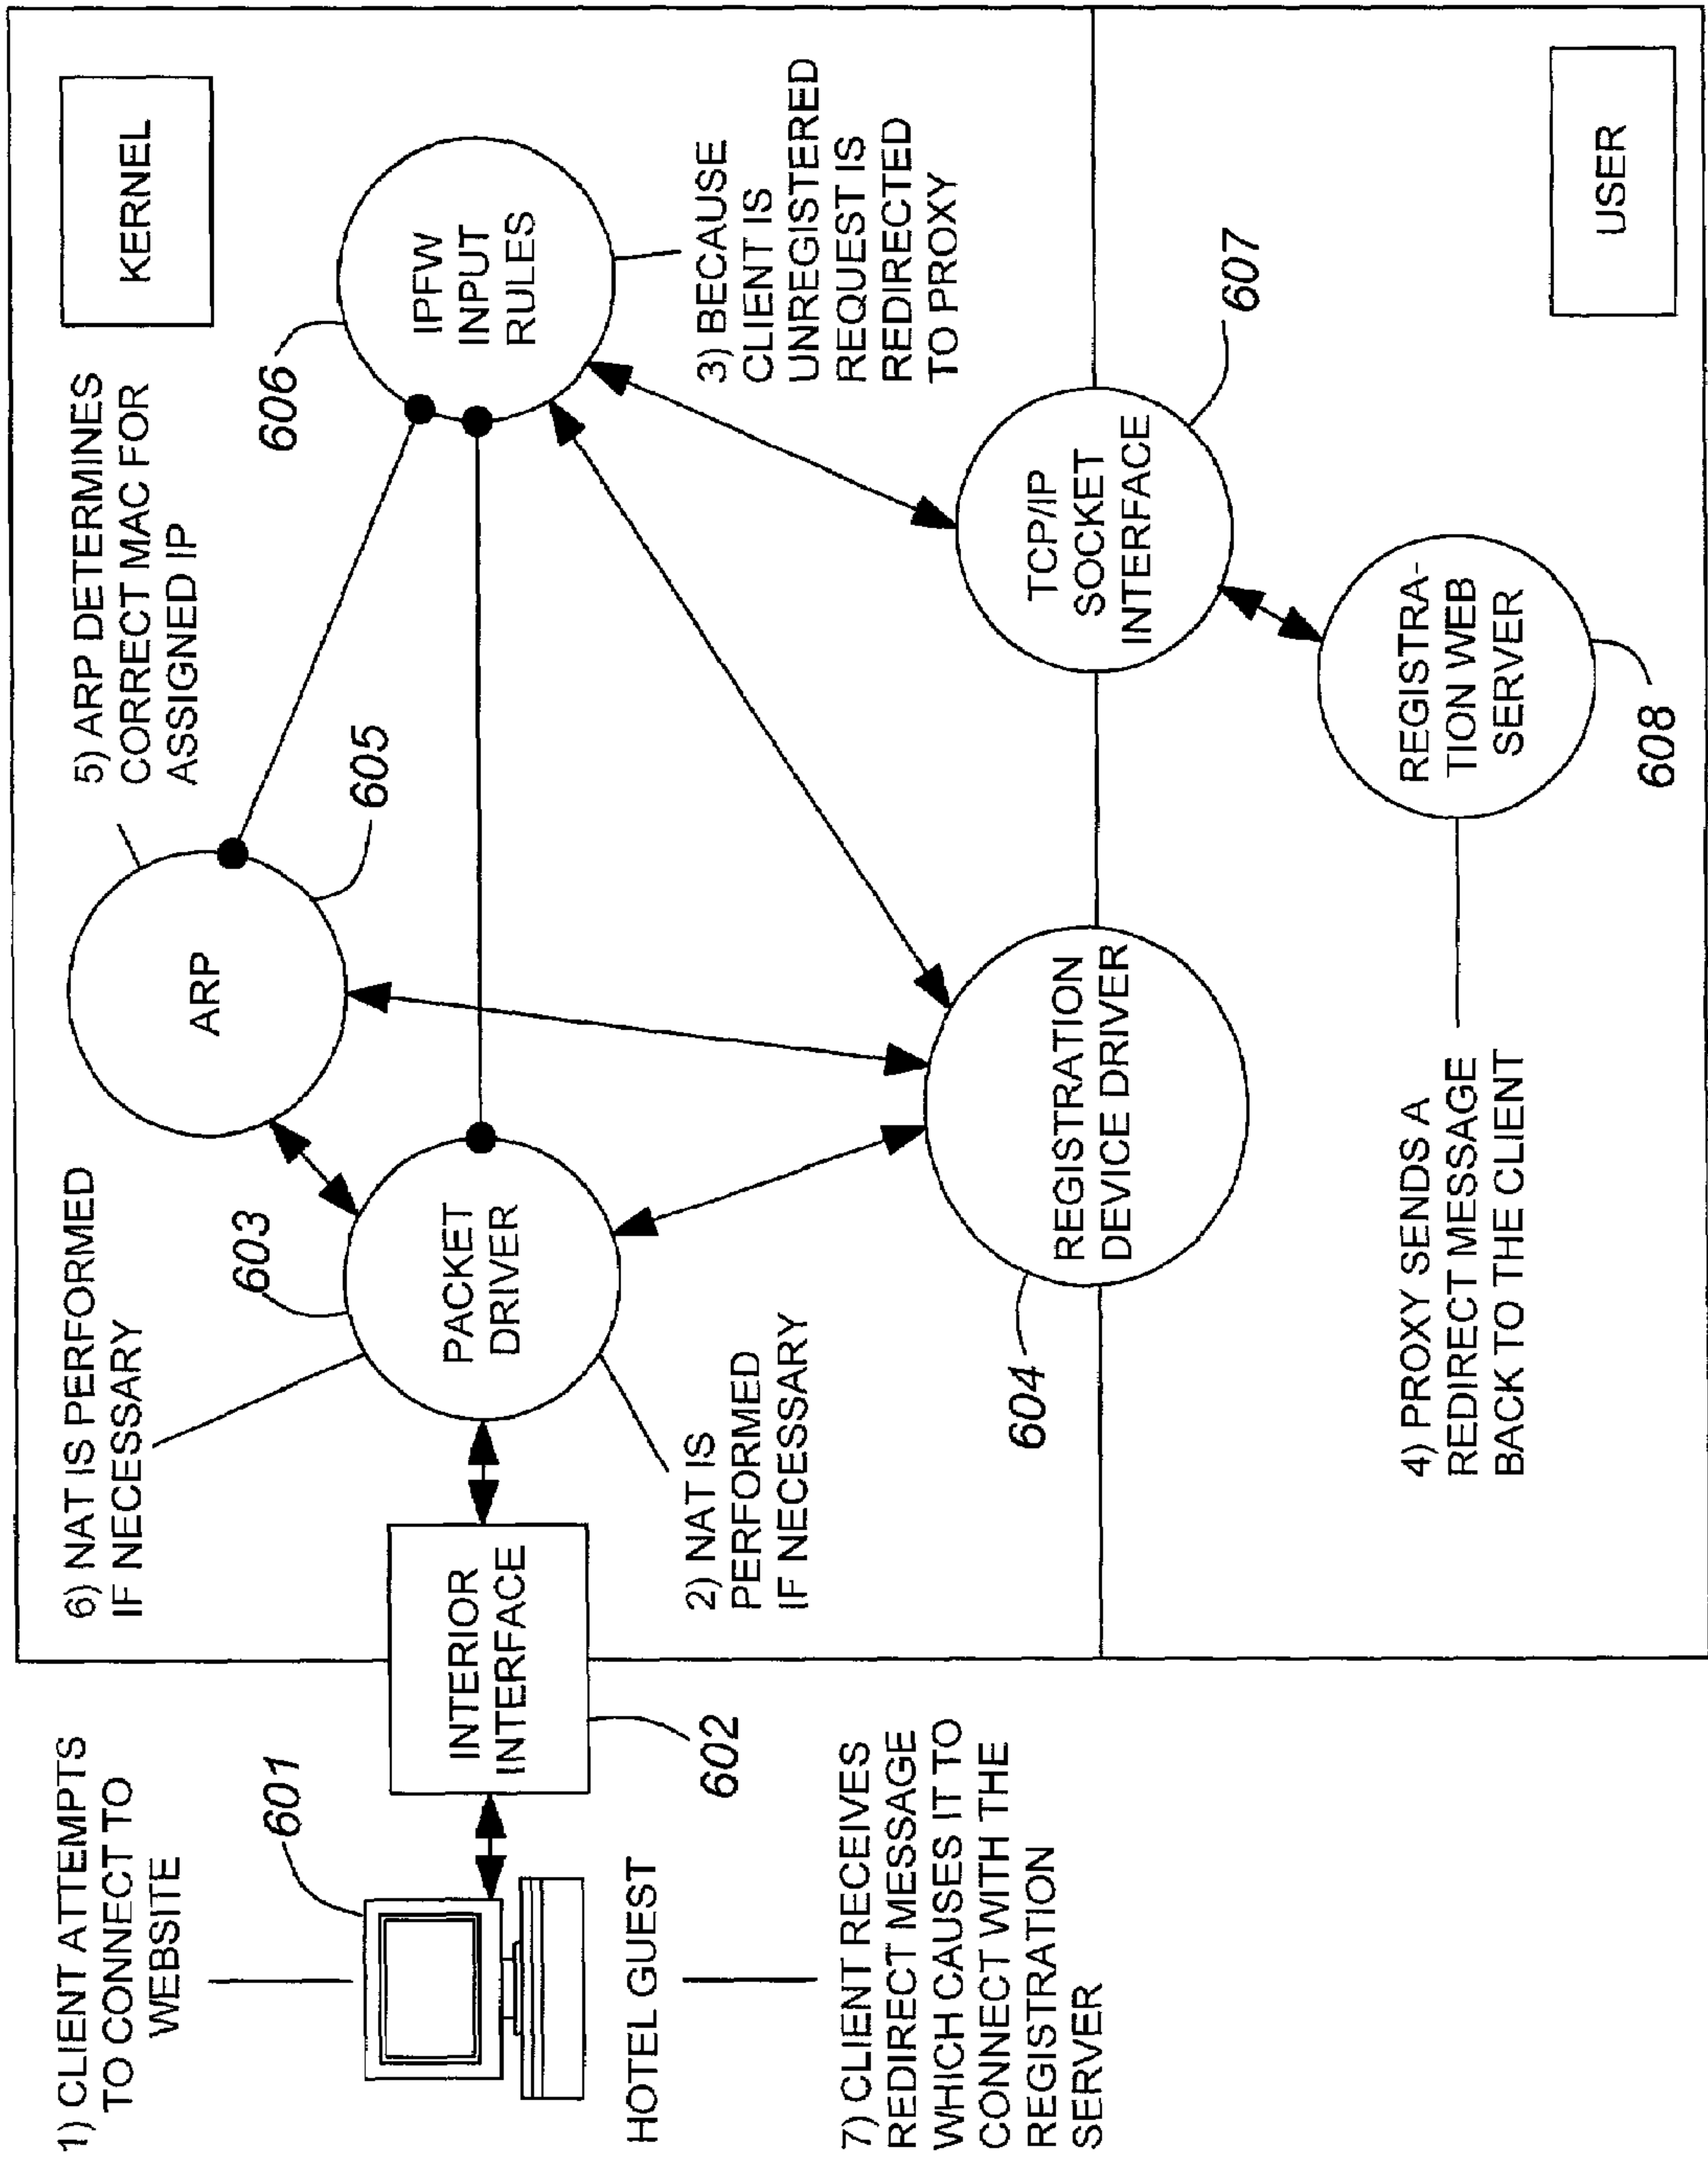 1) CLIENT ATTEMPTS
TO CONNECT TO
WEBSITE
601
HOTEL GUEST
7) CLIENT RECEIVES
REDIRECT MESSAGE
WHICH CAUSES IT TO
CONNECT WITH THE
REGISTRATION
SERVER
INTERIOR
INTERFACE
602
6) NAT IS PERFORMED
IF NECESSARY
603
PACKET
DRIVER
2) NAT IS
PERFORMED
IF NECESSARY
604
REGISTRATION
DEVICE DRIVER
4) PROXY SENDS A
REDIRECT MESSAGE
BACK TO THE CLIENT
ARP
605
5) ARP DETERMINES
CORRECT MAC FOR
ASSIGNED IP
606
IPFW
INPUT
RULES
KERNEL
3) BECAUSE
CLIENT IS
UNREGISTERED
REQUEST IS
REDIRECTED
TO PROXY
TCP/IP
SOCKET
INTERFACE
607
REGISTRA-
TION WEB
SERVER
608
USER